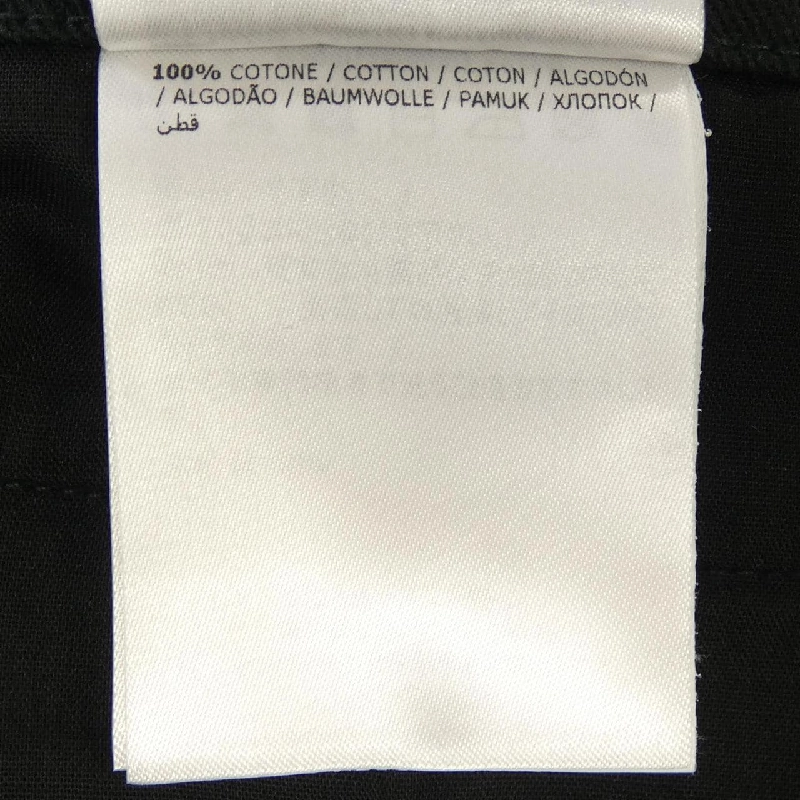 100% COTONE / COTTON / COTON / ALGODÓN
/ ALGODÃO / BAUMWOLLE / PAMUK / ХЛОПОК /
قطن